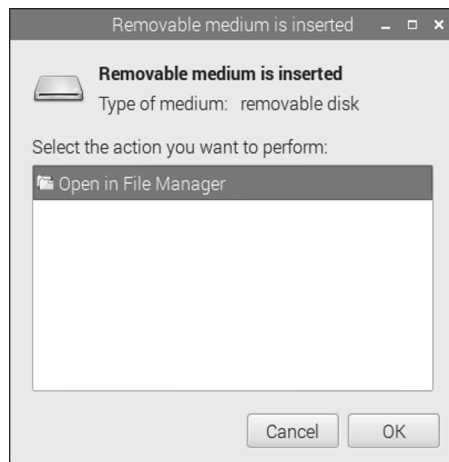 Removable medium is inserted
Removable medium is inserted
Type of medium: removable disk
Select the action you want to perform:
Open in File Manager
Cancel OK